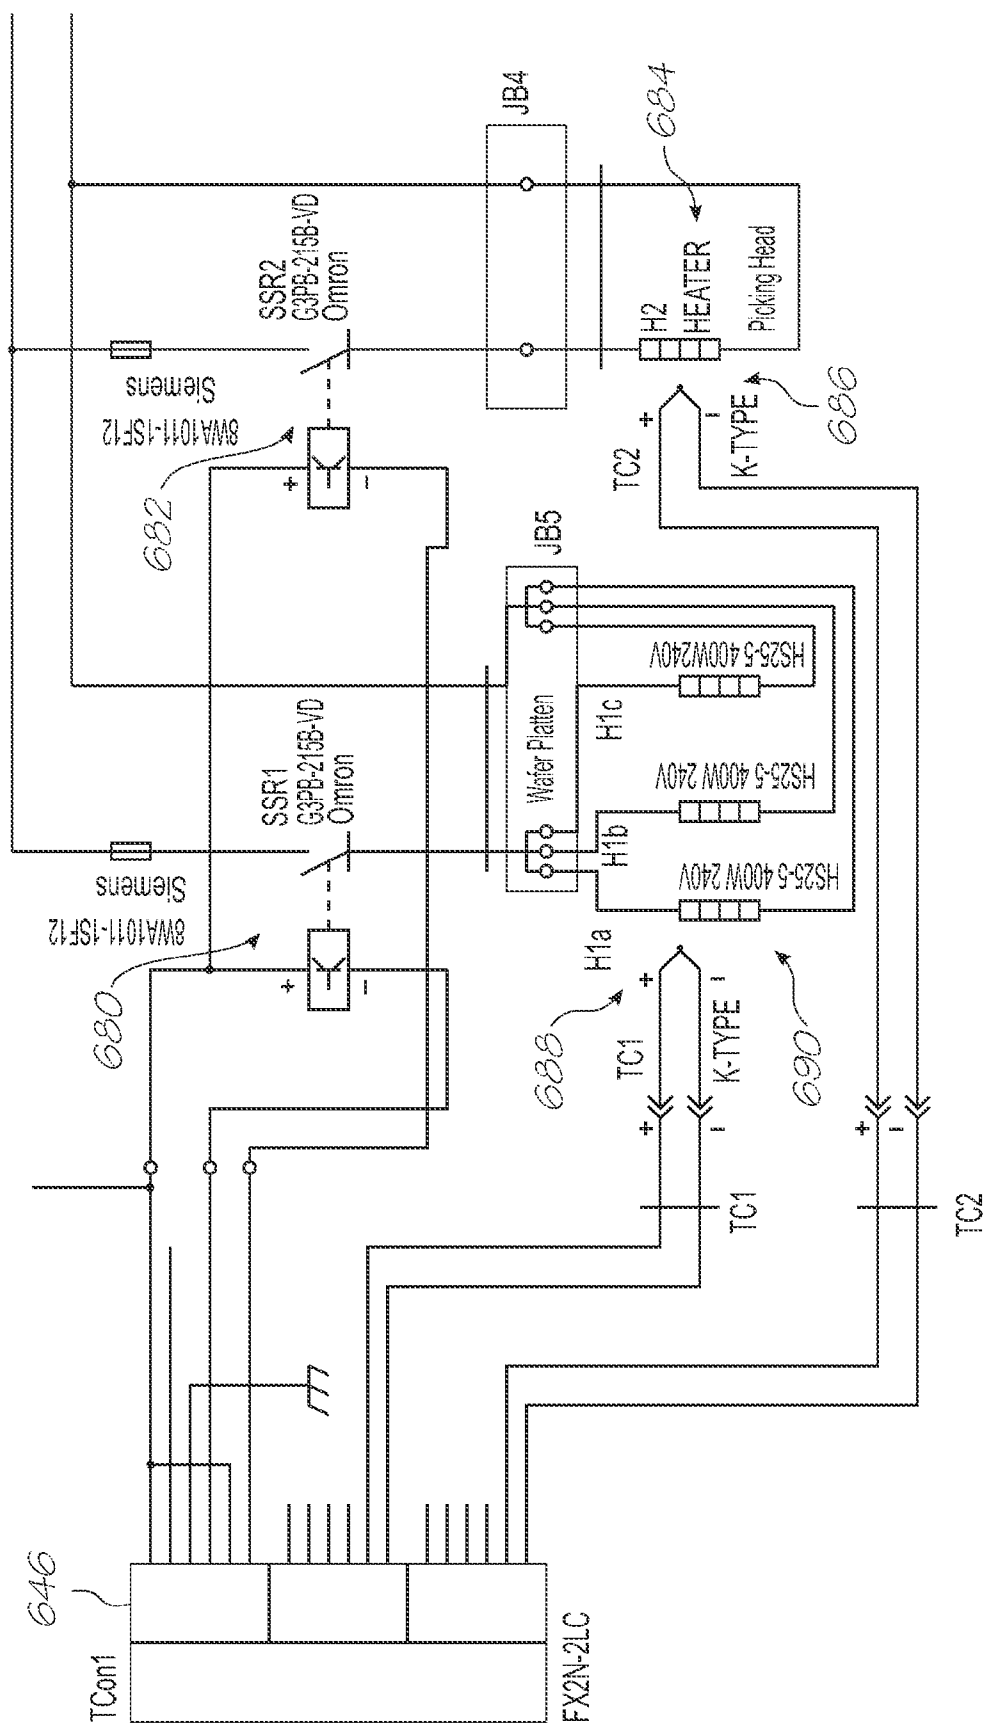 646
TCon1
FX2N-2LC
680
Siemens
8WA1011-1SF12
+
−
SSR1
G3PB-215B-VD
Omron
682
Siemens
8WA1011-1SF12
+
−
SSR2
G3PB-215B-VD
Omron
JB4
684
H2
HEATER
Picking Head
686
+
−
TC2
K-TYPE
JB5
Wafer Platten
H1a
H1b
H1c
HS25-5 400W 240V
HS25-5 400W 240V
HS25-5 400W240V
688
690
TC1
+
−
K-TYPE
+
−
TC1
+
−
TC2